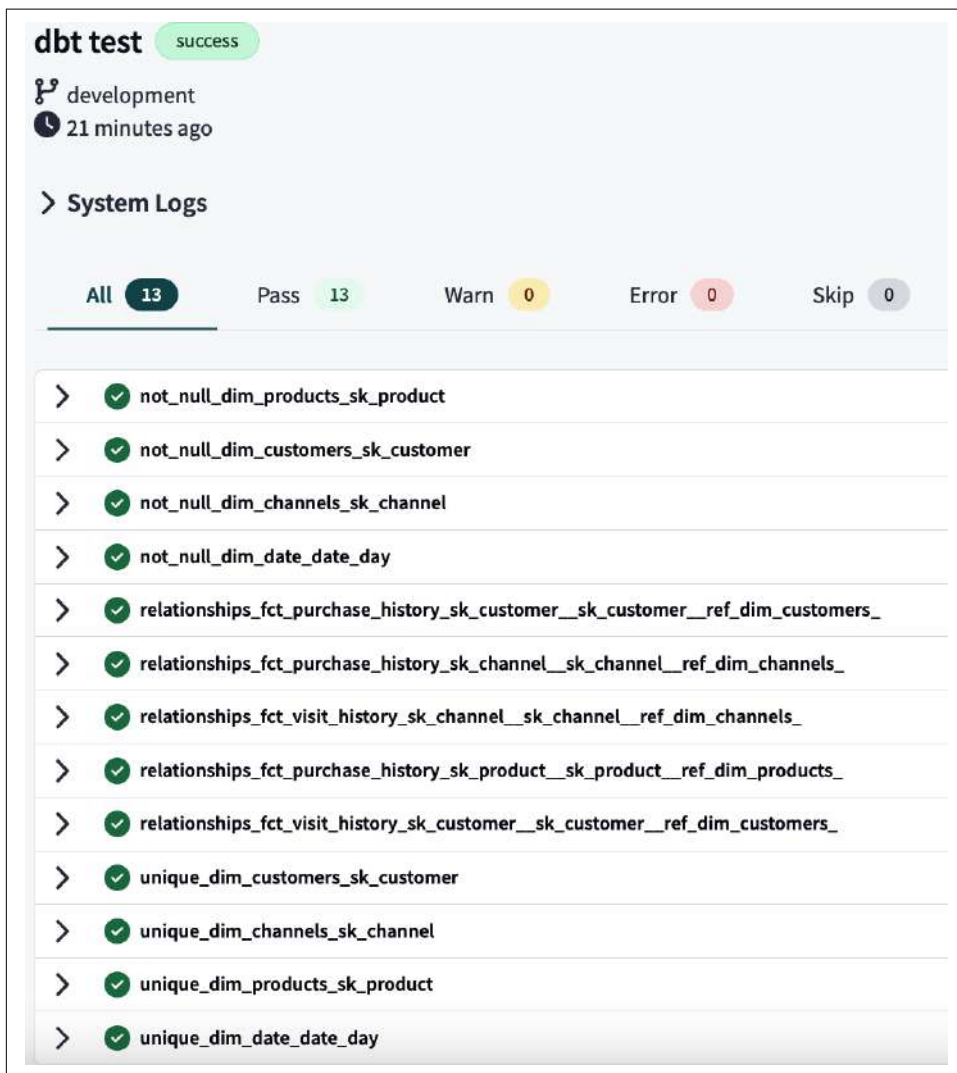 dbt test success
development
21 minutes ago
System Logs
All 13 Pass 13 Warn 0 Error 0 Skip 0
not_null_dim_products_sk_product
not_null_dim_customers_sk_customer
not_null_dim_channels_sk_channel
not_null_dim_date_date_day
relationships_fct_purchase_history_sk_customer__sk_customer__ref_dim_customers_
relationships_fct_purchase_history_sk_channel__sk_channel__ref_dim_channels_
relationships_fct_visit_history_sk_channel__sk_channel__ref_dim_channels_
relationships_fct_purchase_history_sk_product__sk_product__ref_dim_products_
relationships_fct_visit_history_sk_customer__sk_customer__ref_dim_customers_
unique_dim_customers_sk_customer
unique_dim_channels_sk_channel
unique_dim_products_sk_product
unique_dim_date_date_day